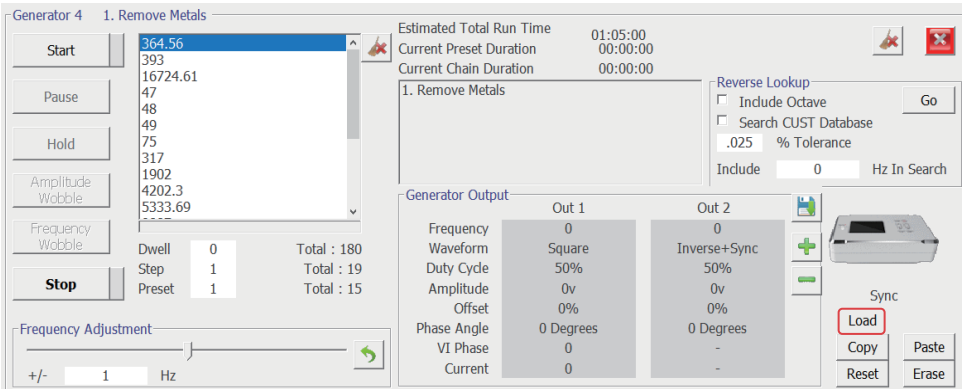 Generator 4 1. Remove Metals
Start
Pause
Hold
Amplitude
Wobble
Frequency
Wobble
Stop
364.56
393
16724.61
47
48
49
75
317
1902
4202.3
5333.69
Dwell 0 Total : 180
Step 1 Total : 19
Preset 1 Total : 15
Frequency Adjustment
+/- 1 Hz
Estimated Total Run Time 01:05:00
Current Preset Duration 00:00:00
Current Chain Duration 00:00:00
1. Remove Metals
Reverse Lookup
Include Octave
Search CUST Database
Go
.025 % Tolerance
Include 0 Hz In Search
Generator Output
Out 1 Out 2
Frequency 0 0
Waveform Square Inverse+Sync
Duty Cycle 50% 50%
Amplitude 0v 0v
Offset 0% 0%
Phase Angle 0 Degrees 0 Degrees
VI Phase 0 -
Current 0 -
Sync
Load
Copy Paste
Reset Erase